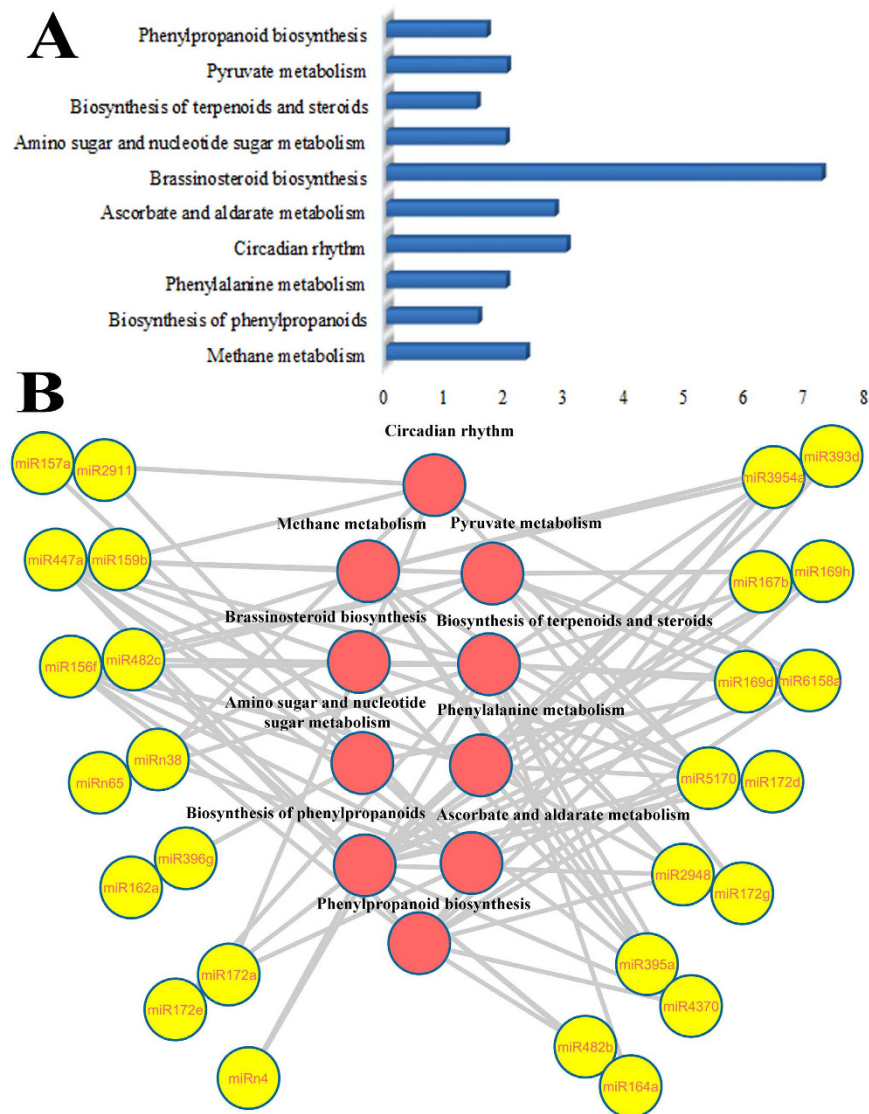 A
Phenylpropanoid biosynthesis
Pyruvate metabolism
Biosynthesis of terpenoids and steroids
Amino sugar and nucleotide sugar metabolism
Brassinosteroid biosynthesis
Ascorbate and aldarate metabolism
Circadian rhythm
Phenylalanine metabolism
Biosynthesis of phenylpropanoids
Methane metabolism
0 1 2 3 4 5 6 7 8
B
Circadian rhythm
miR157a miR2911 miR3954a miR393d
Methane metabolism Pyruvate metabolism
miR447a miR159b miR167b miR169h
Brassinosteroid biosynthesis Biosynthesis of terpenoids and steroids
miR156f miR482c miR169d miR6158a
Amino sugar and nucleotide
sugar metabolism Phenylalanine metabolism
miRn65 miRn38 miR5170 miR172d
Biosynthesis of phenylpropanoids Ascorbate and aldarate metabolism
miR162a miR396g miR2948 miR172g
Phenylpropanoid biosynthesis
miR172e miR172a miR395a miR4370
miRn4 miR482b miR164a